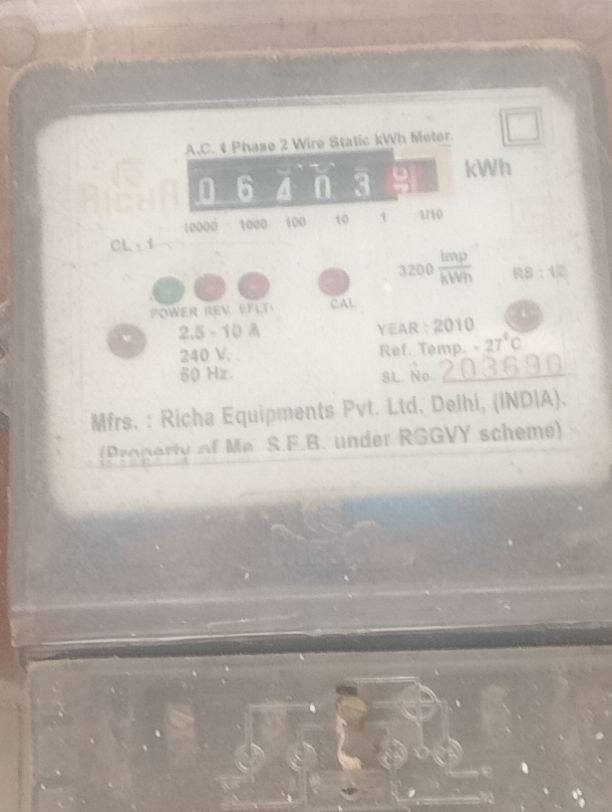 A.C. 1 Phase 2 Wire Static kWh Meter.
RICHA
0 6 4 0 3
kWh
10000 1000 100 10 1 1/10
CL : 1
3200 Imp/kWh
POWER REV. EFLT.
CAL
2.5 - 10 A
YEAR : 2010
240 V.
Ref. Temp. - 27°C
50 Hz.
SL. No. 203690
Mfrs. : Richa Equipments Pvt. Ltd. Delhi, (INDIA).
(Property of Me. S.E.B. under RGGVY scheme)